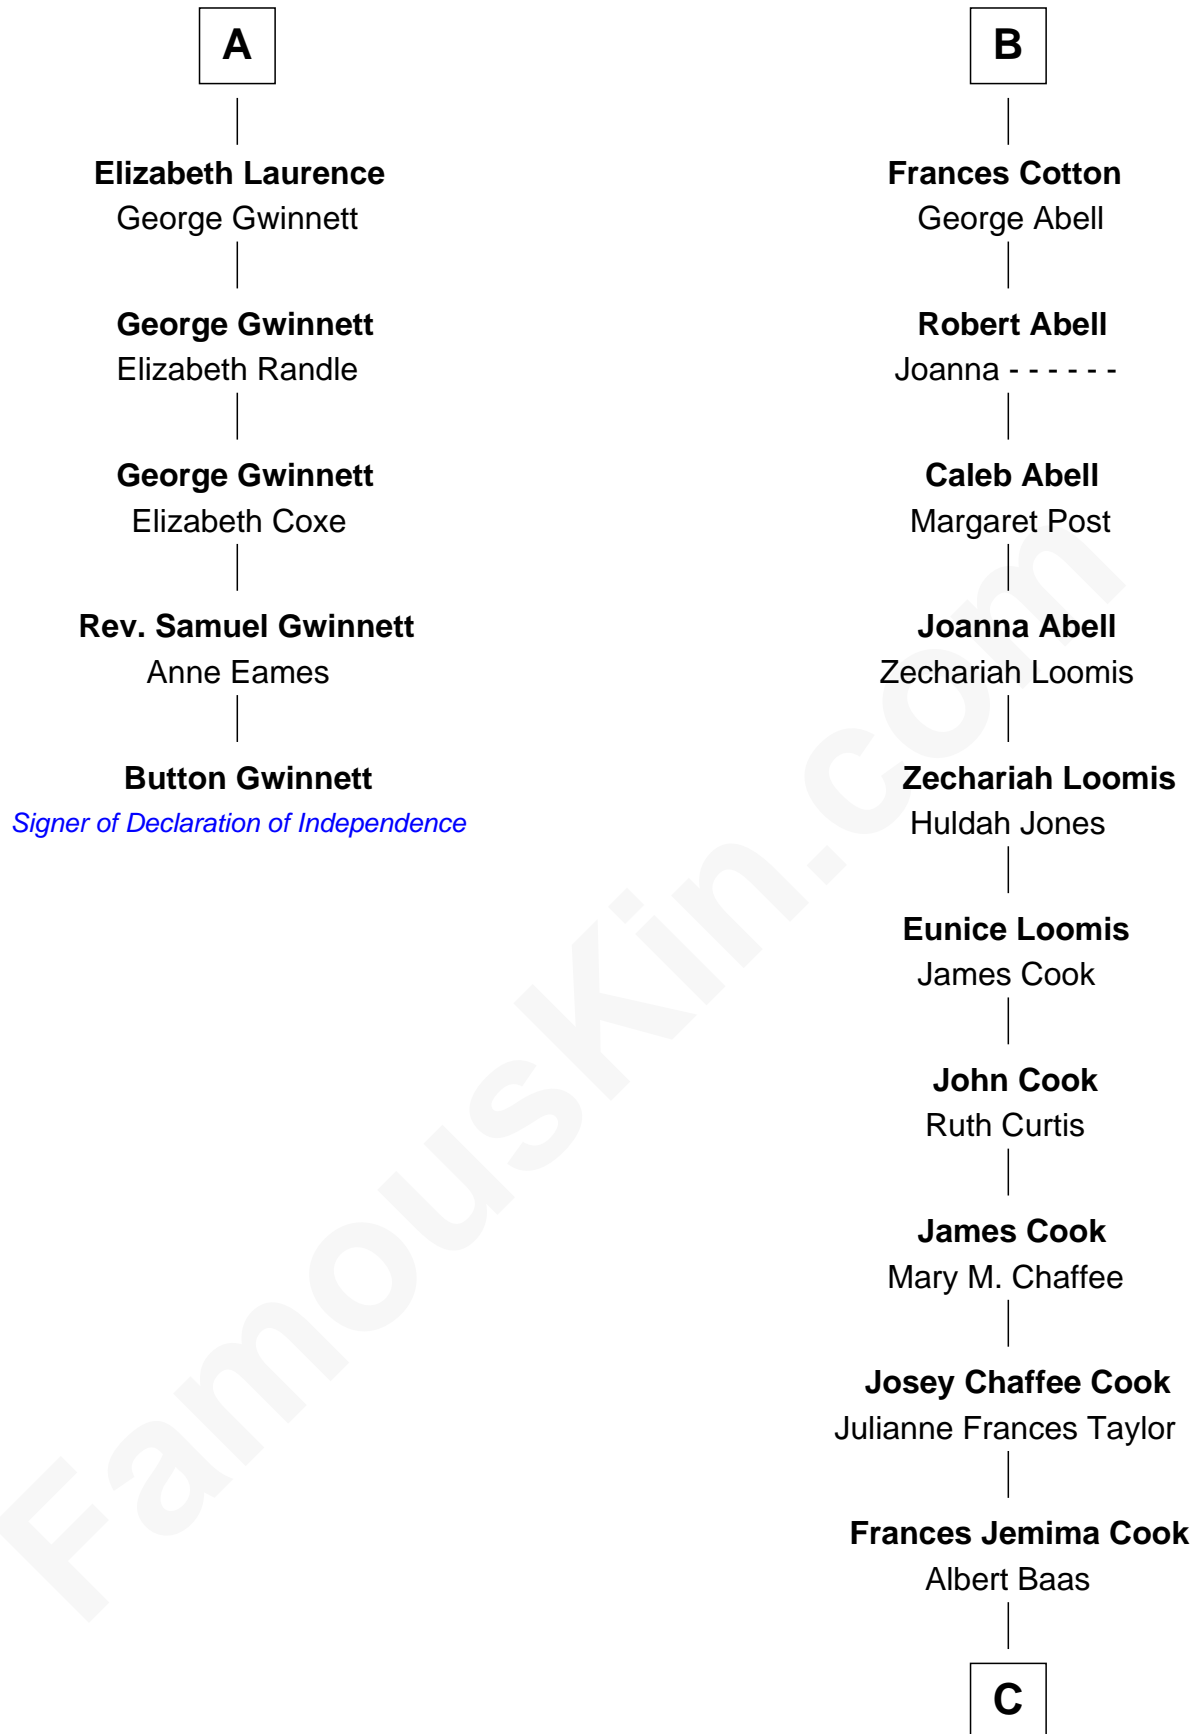 A
Elizabeth Laurence
George Gwinnett
George Gwinnett
Elizabeth Randle
George Gwinnett
Elizabeth Coxe
Rev. Samuel Gwinnett
Anne Eames
Button Gwinnett
Signer of Declaration of Independence
B
Frances Cotton
George Abell
Robert Abell
Joanna - - - - - -
Caleb Abell
Margaret Post
Joanna Abell
Zechariah Loomis
Zechariah Loomis
Huldah Jones
Eunice Loomis
James Cook
John Cook
Ruth Curtis
James Cook
Mary M. Chaffee
Josey Chaffee Cook
Julianne Frances Taylor
Frances Jemima Cook
Albert Baas
C
FamousKin.com